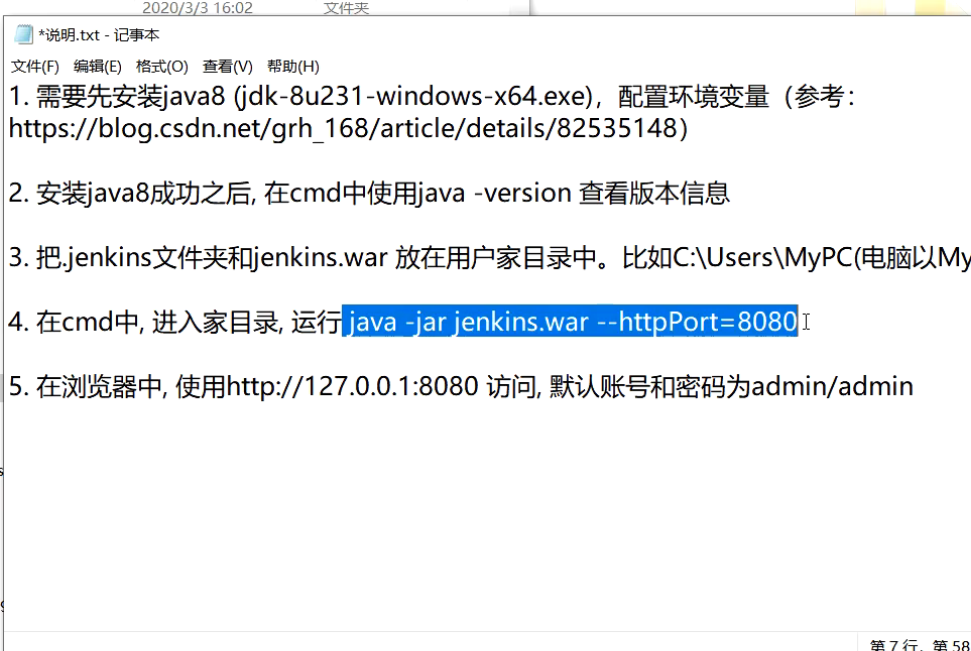 2020/3/3 16:02 文件夹
*说明.txt - 记事本
文件(F) 编辑(E) 格式(O) 查看(V) 帮助(H)
1. 需要先安装java8 (jdk-8u231-windows-x64.exe)，配置环境变量（参考：
https://blog.csdn.net/grh_168/article/details/82535148）
2. 安装java8成功之后, 在cmd中使用java -version 查看版本信息
3. 把.jenkins文件夹和jenkins.war 放在用户家目录中。比如C:\Users\MyPC(电脑以My
4. 在cmd中, 进入家目录, 运行 java -jar jenkins.war --httpPort=8080
5. 在浏览器中, 使用http://127.0.0.1:8080 访问, 默认账号和密码为admin/admin
第 7 行，第 58